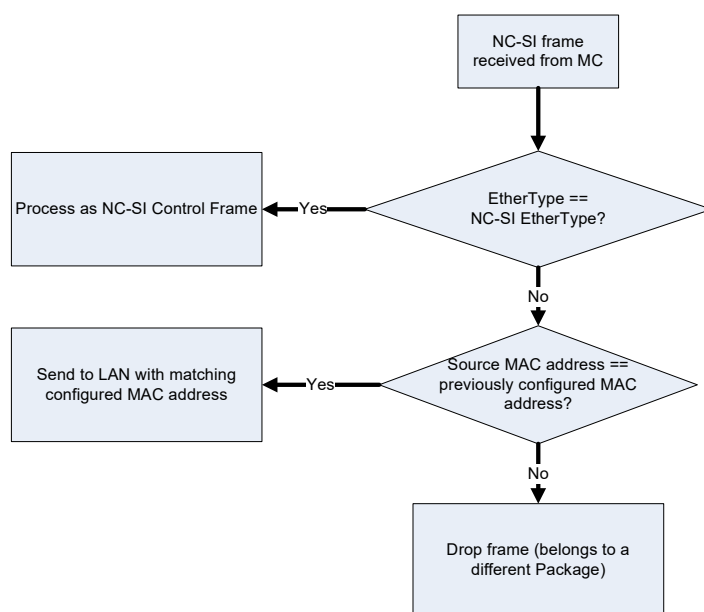 NC-SI frame
received from MC
EtherType ==
NC-SI EtherType?
Yes
Process as NC-SI Control Frame
No
Source MAC address ==
previously configured MAC
address?
Yes
Send to LAN with matching
configured MAC address
No
Drop frame (belongs to a
different Package)